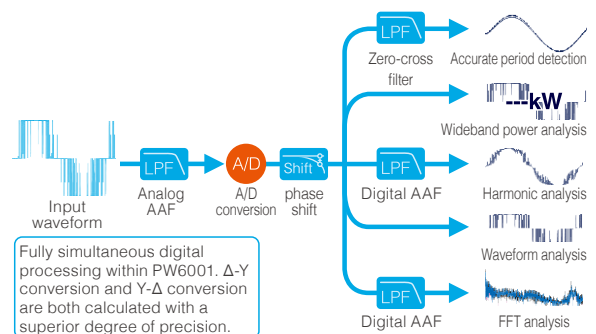 LPF
Zero-cross
filter
Accurate period detection
---kW
Wideband power analysis
Input
waveform
LPF
Analog
AAF
A/D
A/D
conversion
Shift
phase
shift
LPF
Digital AAF
Harmonic analysis
Waveform analysis
LPF
Digital AAF
FFT analysis
Fully simultaneous digital
processing within PW6001. Δ-Y
conversion and Y-Δ conversion
are both calculated with a
superior degree of precision.